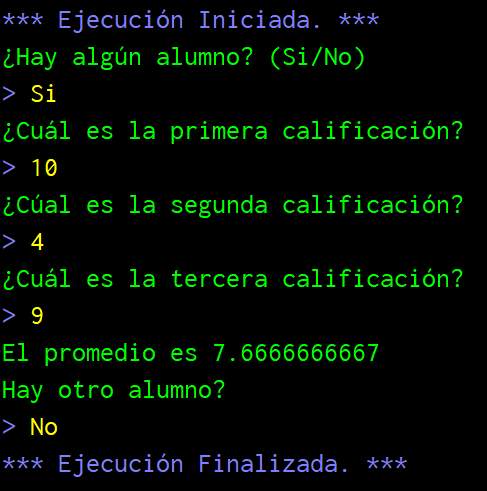 *** Ejecución Iniciada. ***
¿Hay algún alumno? (Si/No)
> Si
¿Cuál es la primera calificación?
> 10
¿Cúal es la segunda calificación?
> 4
¿Cuál es la tercera calificación?
> 9
El promedio es 7.6666666667
Hay otro alumno?
> No
*** Ejecución Finalizada. ***